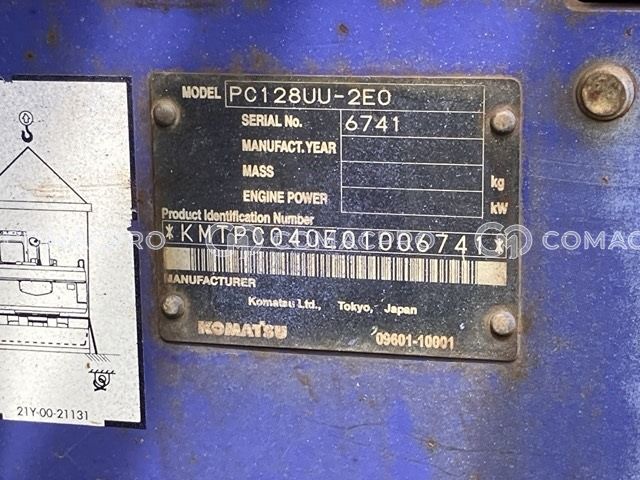 MODEL PC128UU-2E0
SERIAL No. 6741
MANUFACT. YEAR
MASS kg
ENGINE POWER kW
Product Identification Number
*KMTPC040E01006741*
MANUFACTURER
Komatsu Ltd., Tokyo, Japan
KOMATSU 09601-10001
21Y-00-21131